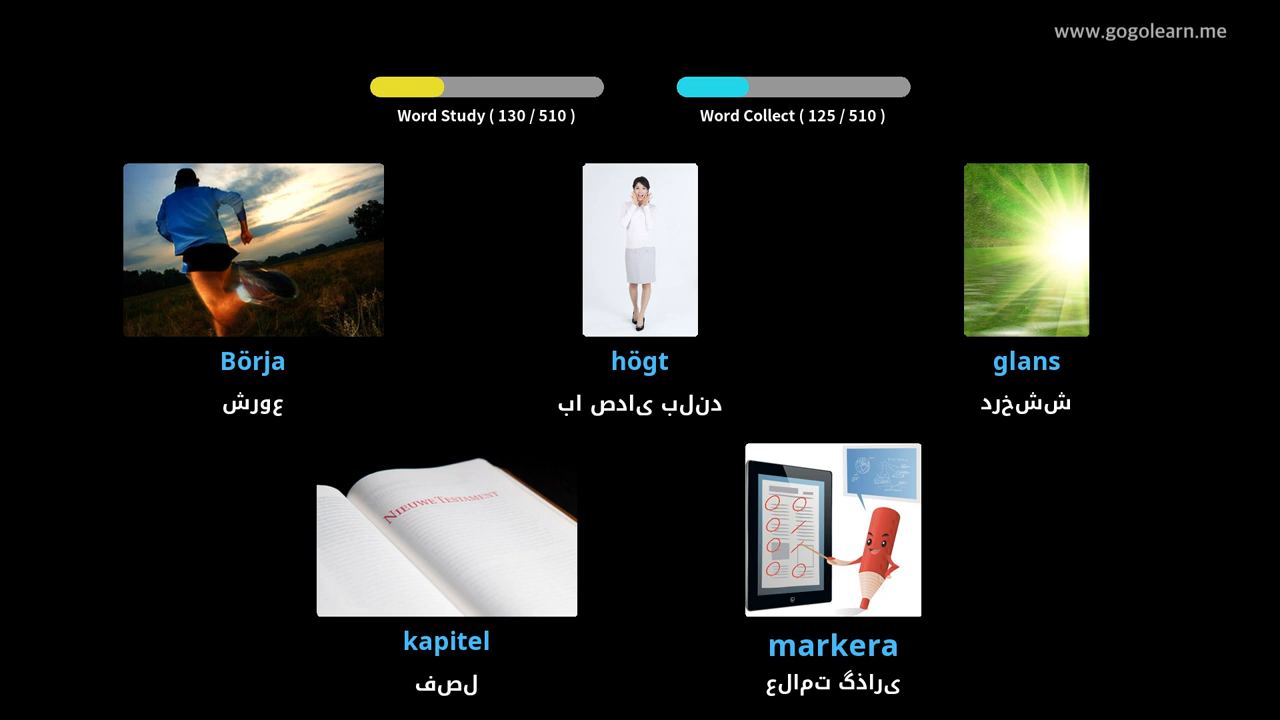 www.gogolearn.me
Word Study ( 130 / 510 )
Word Collect ( 125 / 510 )
Börja
شروع
högt
با صدای بلند
glans
درخشش
NIEUWE TESTAMENT
kapitel
فصل
markera
علامت گذاری